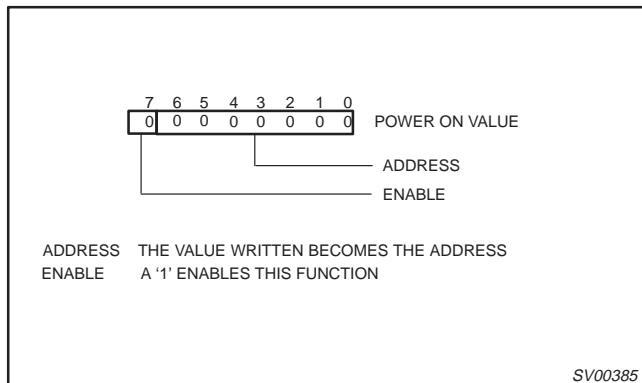 7 6 5 4 3 2 1 0
0 0 0 0 0 0 0 0 POWER ON VALUE
ADDRESS
ENABLE
ADDRESS THE VALUE WRITTEN BECOMES THE ADDRESS
ENABLE A ‘1’ ENABLES THIS FUNCTION
SV00385